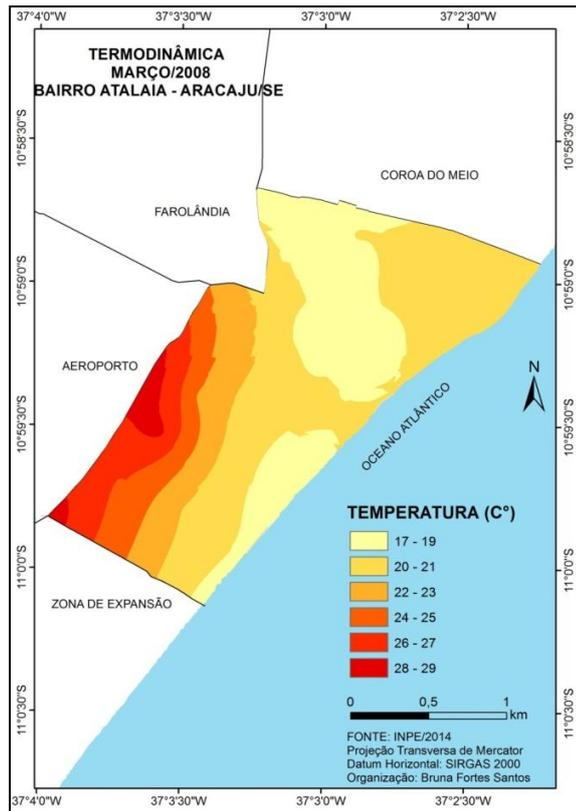 37°4'0"W 37°3'30"W 37°3'0"W 37°2'30"W
TERMODINÂMICA
MARÇO/2008
BAIRRO ATALAIA - ARACAJU/SE
10°58'30"S 10°58'30"S
COROA DO MEIO
FAROLÂNDIA
10°59'0"S 10°59'0"S
AEROPORTO
N
OCEANO ATLÂNTICO
10°59'30"S 10°59'30"S
TEMPERATURA (C°)
17 - 19
20 - 21
11°0'0"S 11°0'0"S
22 - 23
ZONA DE EXPANSÃO
24 - 25
26 - 27
28 - 29
0 0,5 1
km
11°0'30"S 11°0'30"S
FONTE: INPE/2014
Projeção Transversa de Mercator
Datum Horizontal: SIRGAS 2000
Organização: Bruna Fortes Santos
37°4'0"W 37°3'30"W 37°3'0"W 37°2'30"W